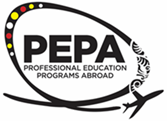 PEPA
PROFESSIONAL EDUCATION
PROGRAMS ABROAD